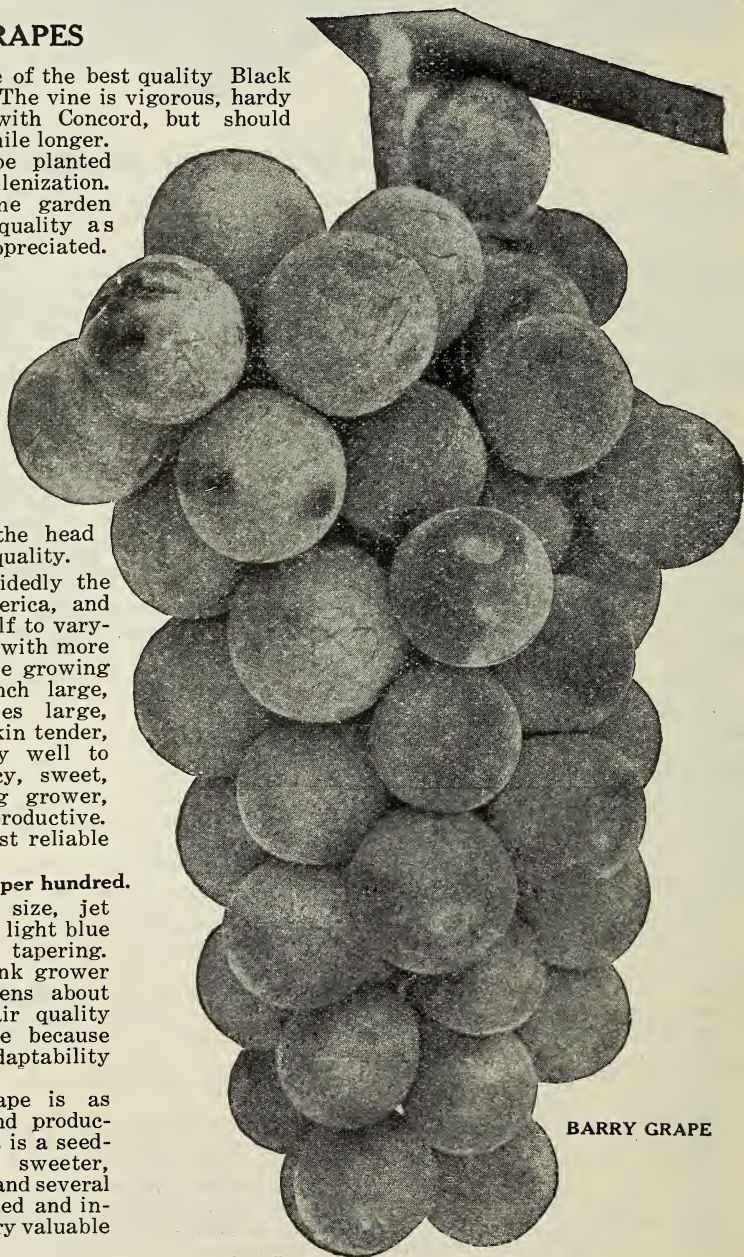 RAPES
e of the best quality Black
The vine is vigorous, hardy
with Concord, but should
hile longer.
be planted
llenization.
me garden
quality as
ppreciated.
the head
quality.
idedly the
erica, and
lf to vary-
with more
e growing
nch large,
es large,
kin tender,
y well to
cy, sweet,
g grower,
productive.
st reliable
per hundred.
size, jet
light blue
tapering.
nk grower
ens about
ir quality
e because
daptability
ape is as
nd produc-
t is a seed-
sweeter,
and several
ed and in-
ry valuable
BARRY GRAPE